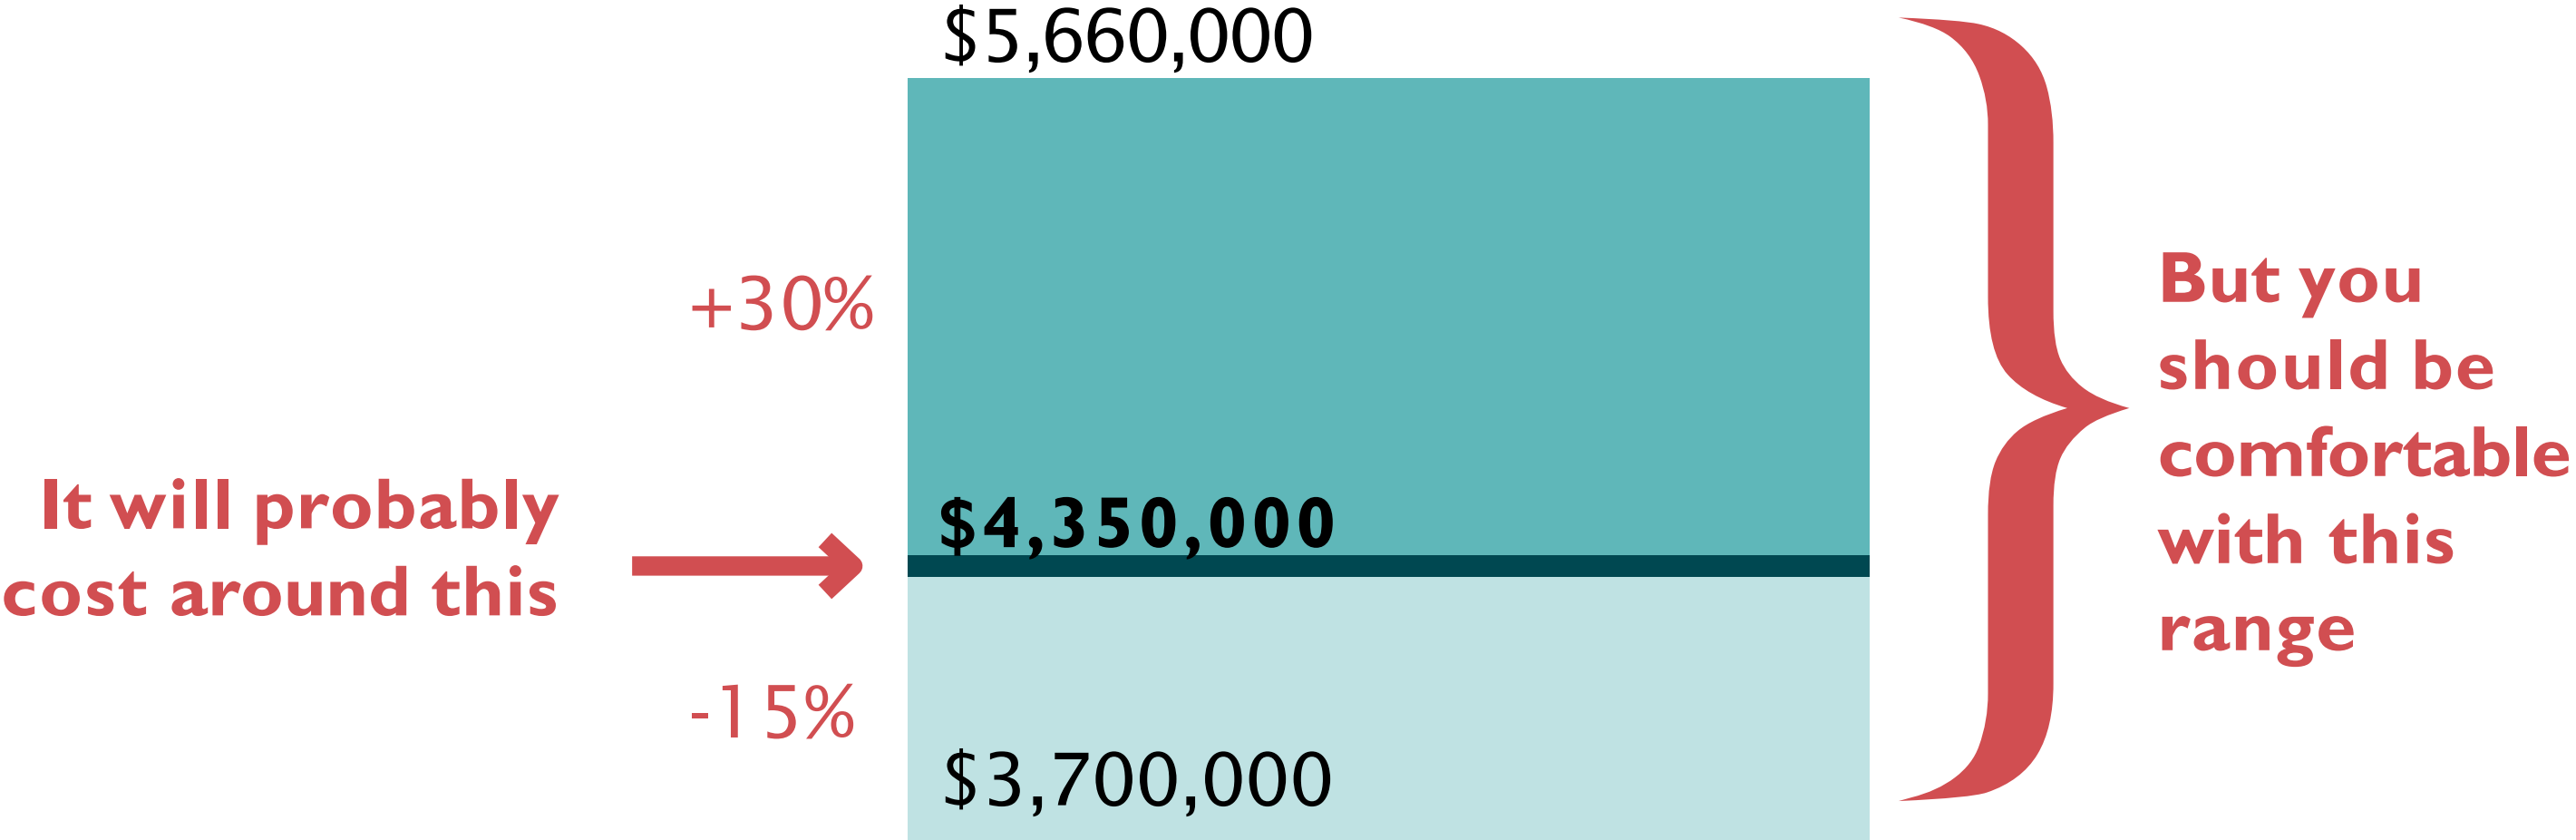 $5,660,000
+30%
But you
should be
comfortable
with this
range
It will probably
cost around this
$4,350,000
-15%
$3,700,000